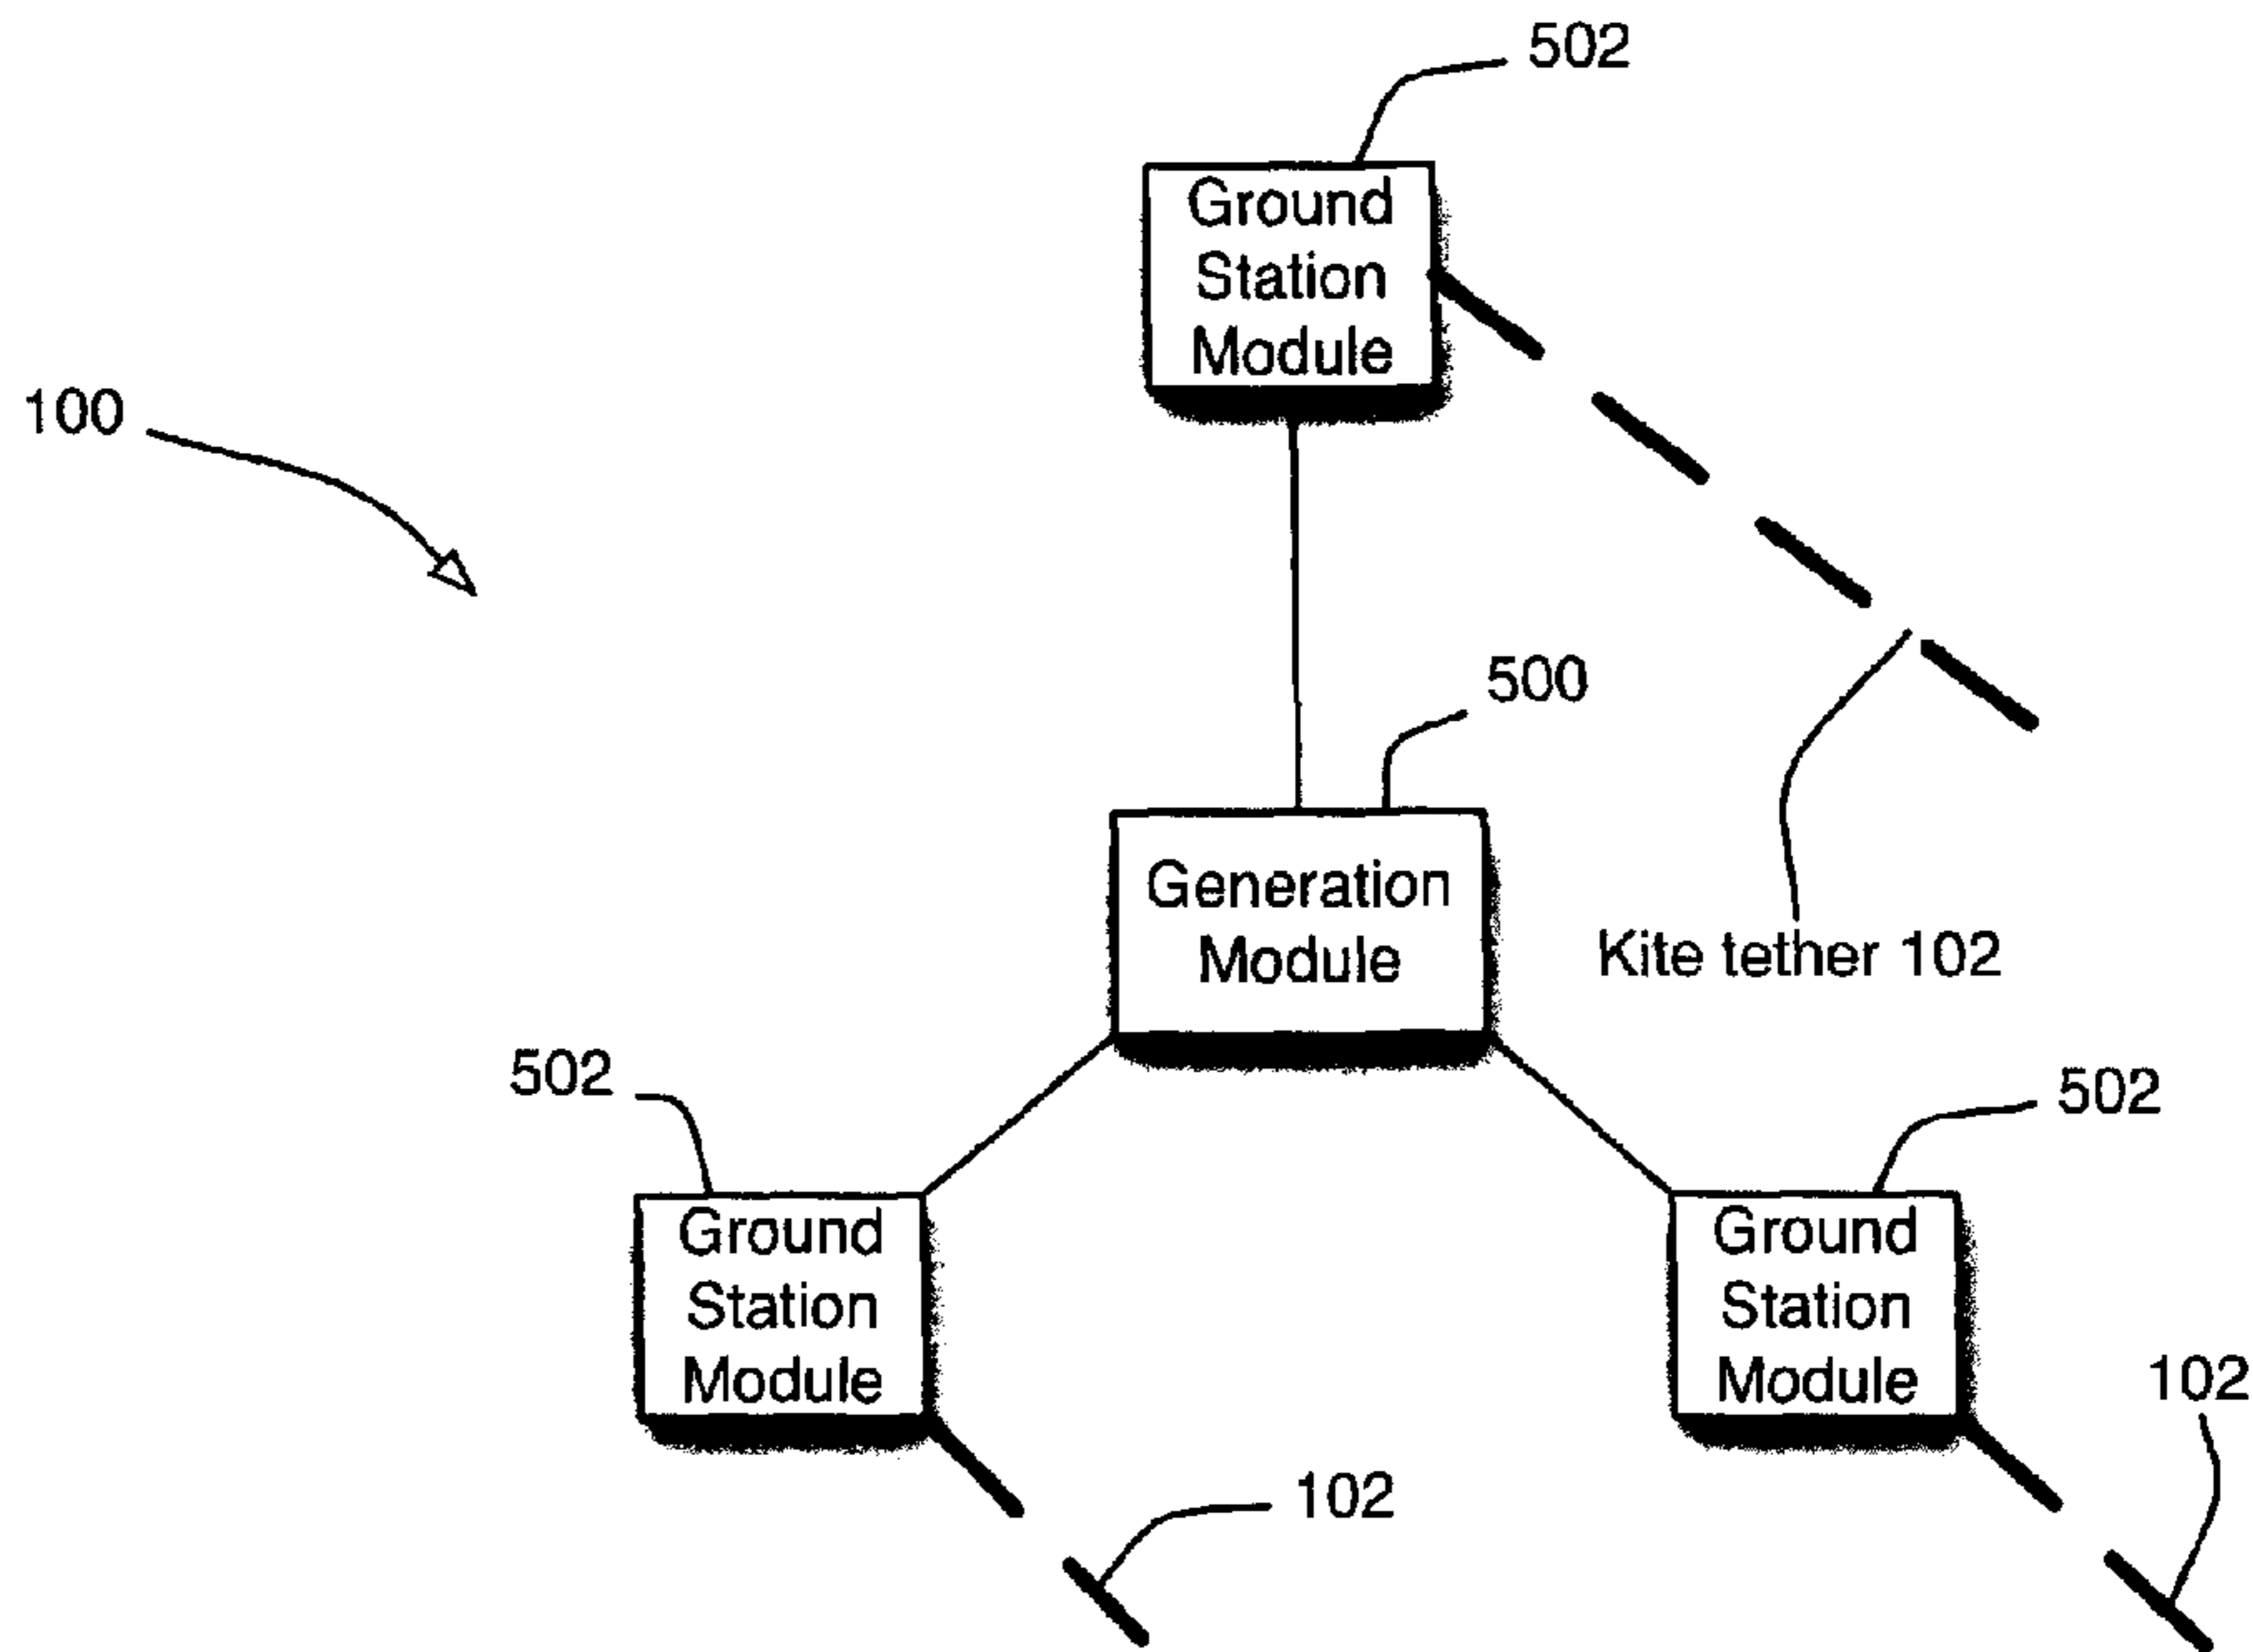 502
Ground
Station
Module
100
500
Generation
Module
Kite tether 102
502
502
Ground
Station
Module
Ground
Station
Module
102
102